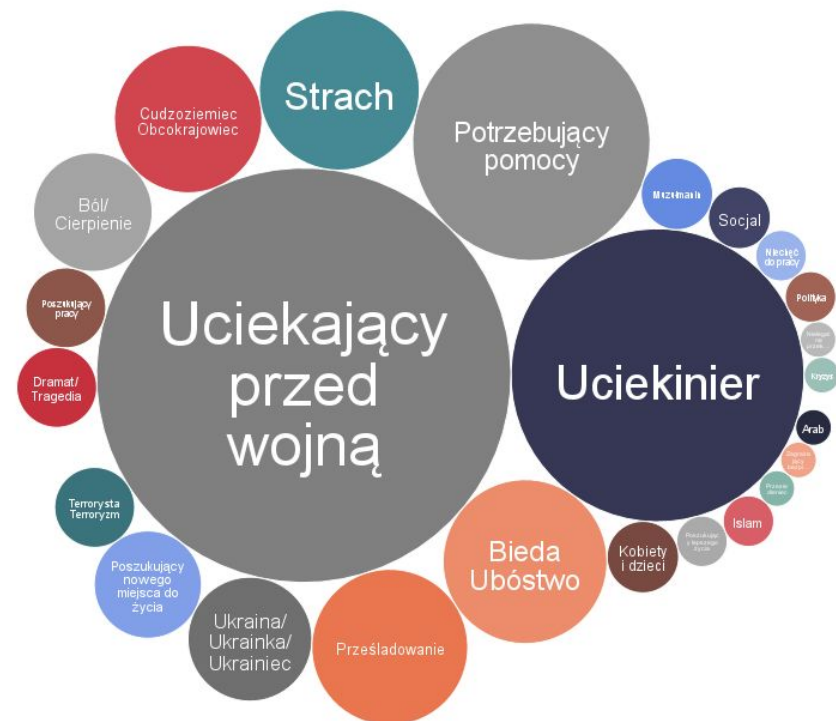 Strach
Cudzoziemiec
Obcokrajowiec
Potrzebujący
pomocy
Ból/
Cierpienie
Socjal
Niechęć
do pracy
Poszukujący
pracy
Polityka
Uciekający
przed
wojną
Uciekinier
Kryzys
Dramat/
Tragedia
Arab
Terrorysta
Terroryzm
Islam
Bieda
Ubóstwo
Kobiety
i dzieci
Poszukujący
nowego
miejsca do
życia
Ukraina/
Ukrainka/
Ukrainiec
Prześladowanie